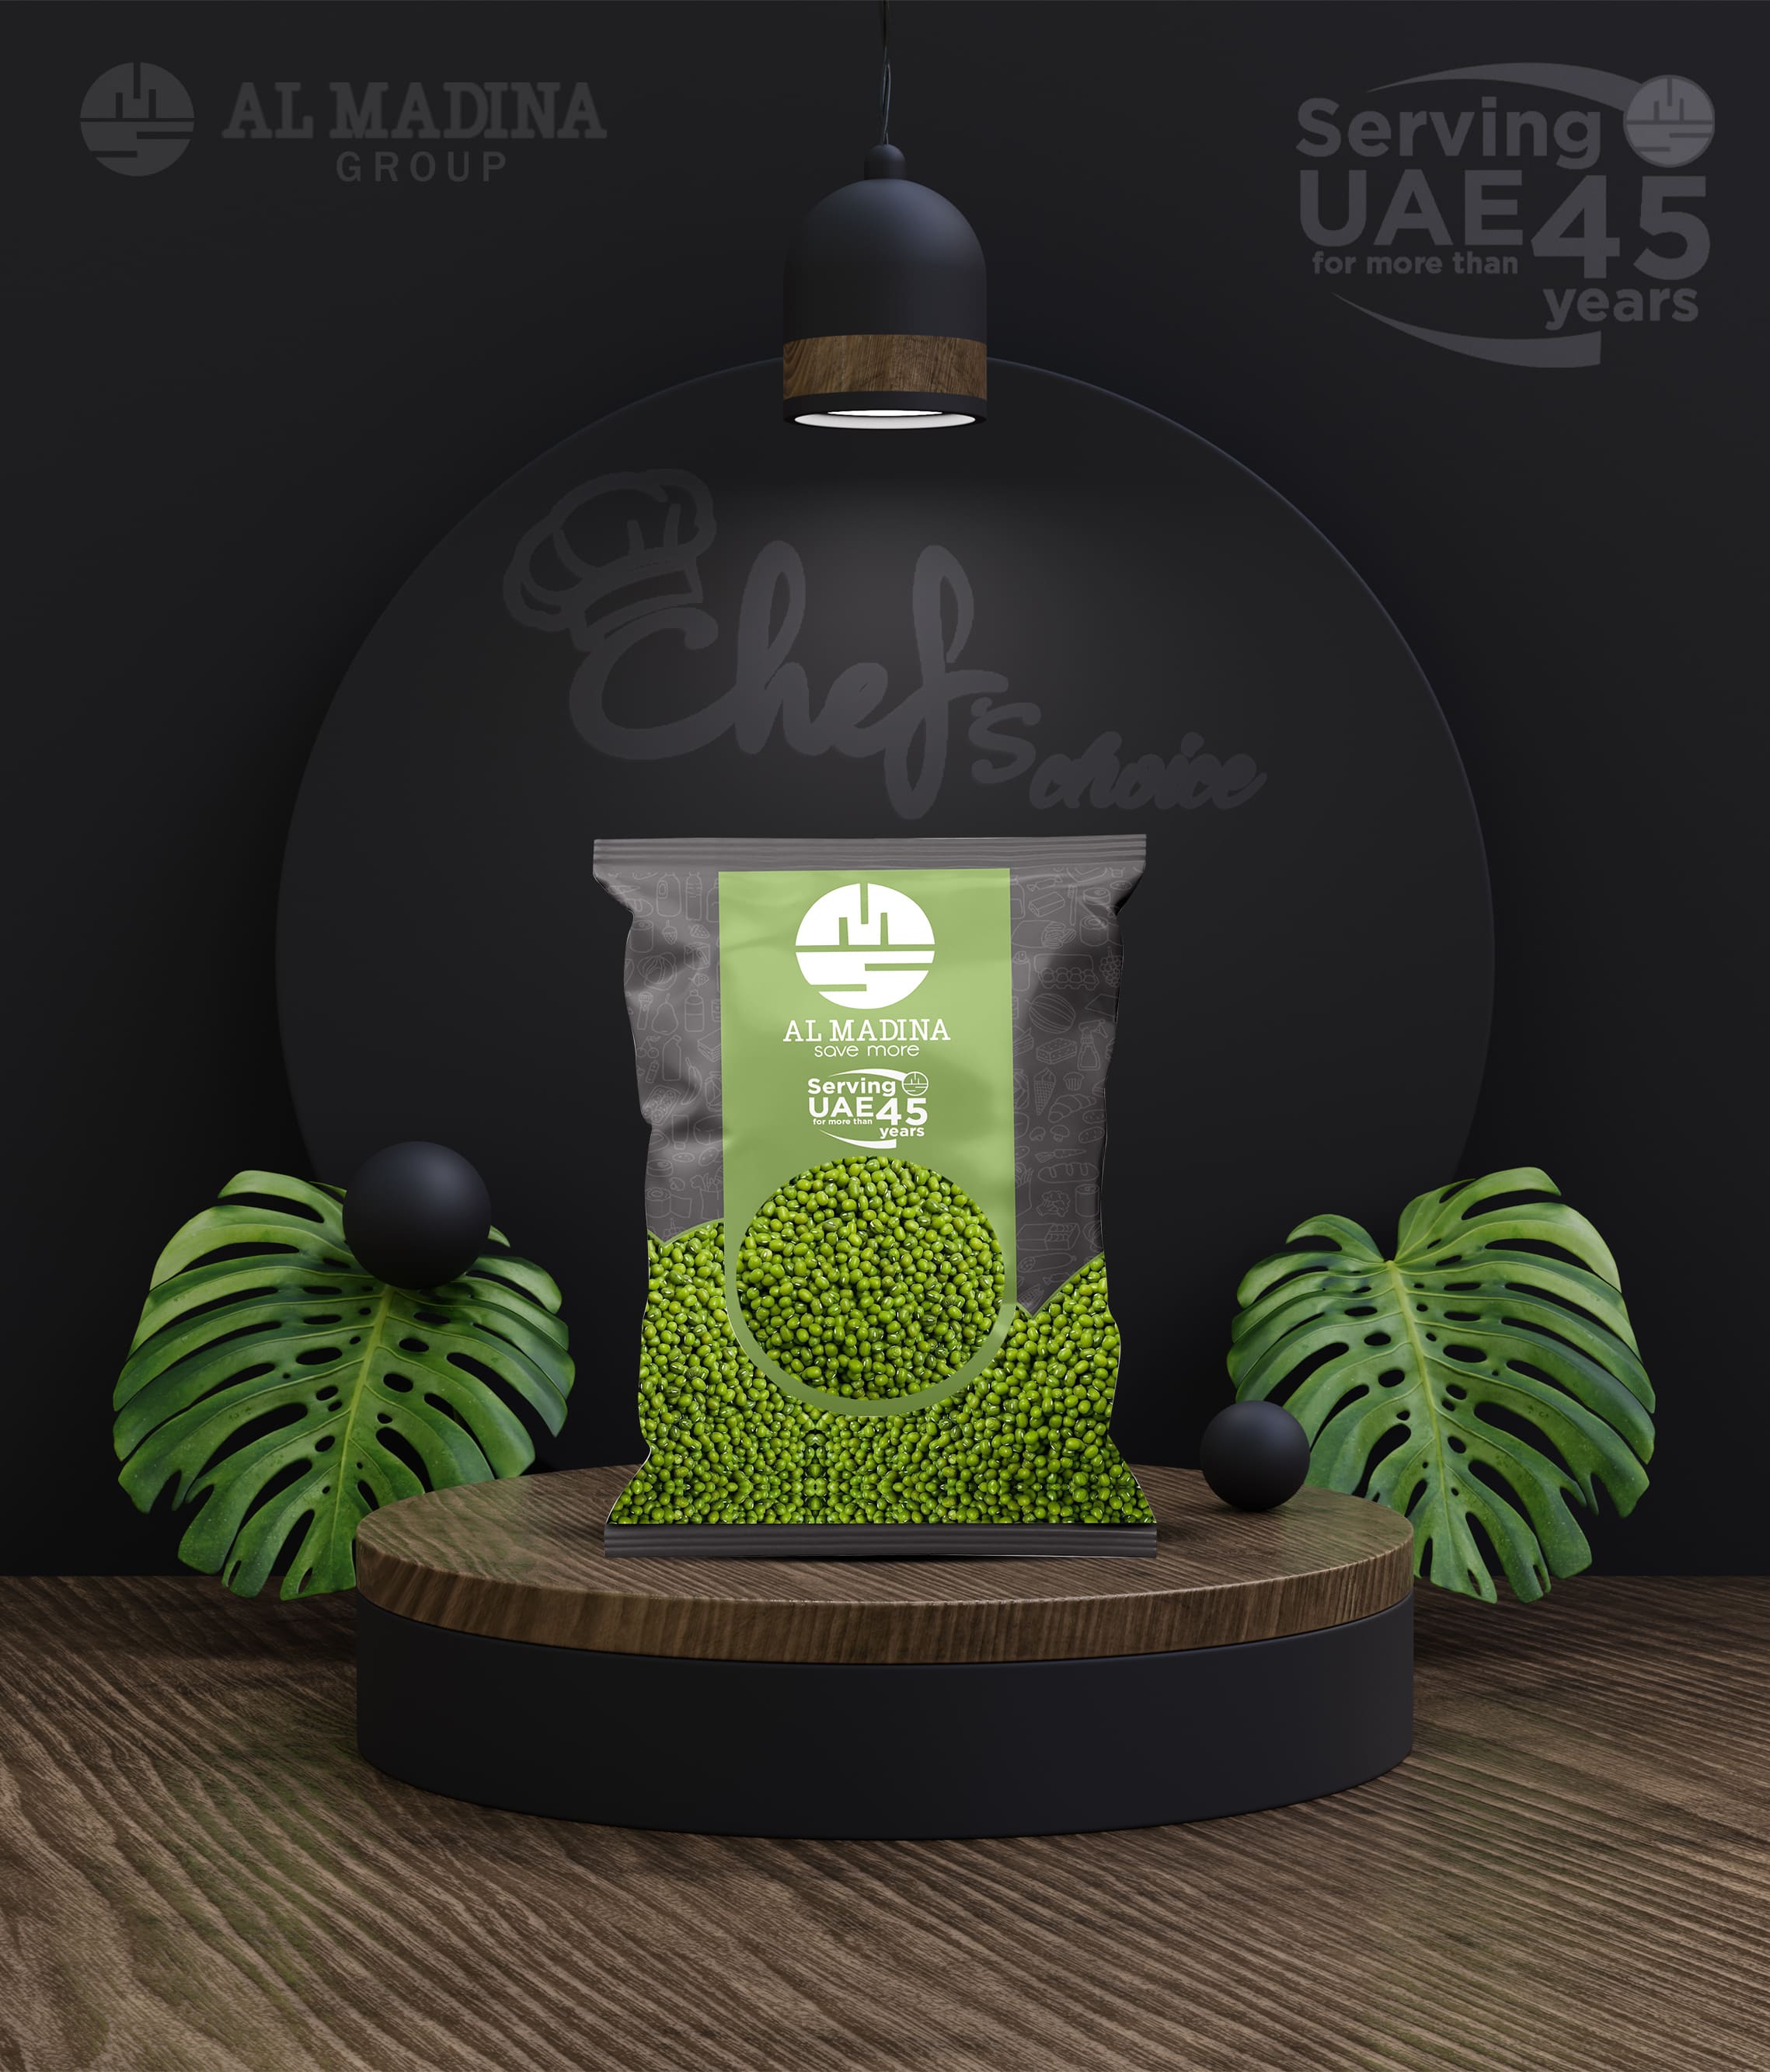 AL MADINA
GROUP
Serving
UAE 45
for more than
years
Chef's choice
AL MADINA
save more
Serving
UAE 45
for more than
years